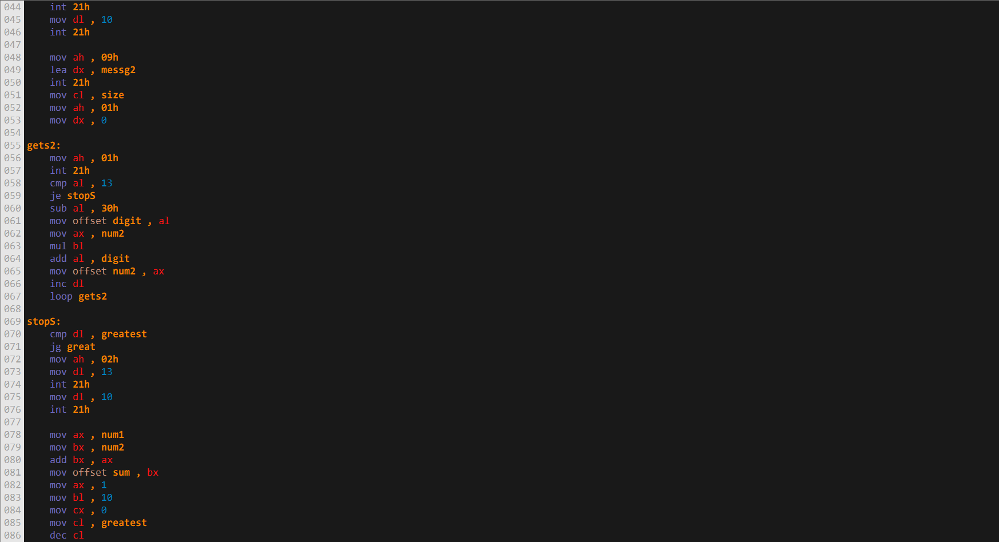 044 int 21h
045 mov dl , 10
046 int 21h
047
048 mov ah , 09h
049 lea dx , messg2
050 int 21h
051 mov cl , size
052 mov ah , 01h
053 mov dx , 0
054
055 gets2:
056 mov ah , 01h
057 int 21h
058 cmp al , 13
059 je stopS
060 sub al , 30h
061 mov offset digit , al
062 mov ax , num2
063 mul bl
064 add al , digit
065 mov offset num2 , ax
066 inc dl
067 loop gets2
068
069 stopS:
070 cmp dl , greatest
071 jg great
072 mov ah , 02h
073 mov dl , 13
074 int 21h
075 mov dl , 10
076 int 21h
077
078 mov ax , num1
079 mov bx , num2
080 add bx , ax
081 mov offset sum , bx
082 mov ax , 1
083 mov bl , 10
084 mov cx , 0
085 mov cl , greatest
086 dec cl